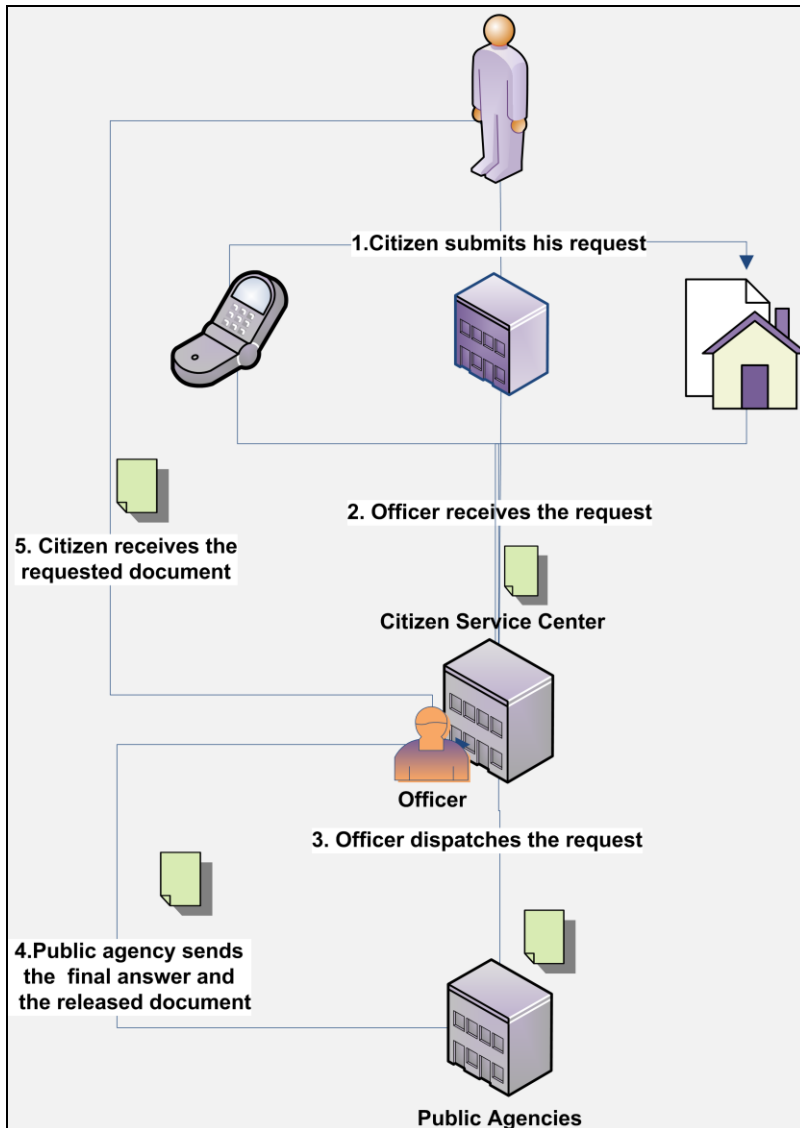 1.Citizen submits his request
2. Officer receives the request
5. Citizen receives the
requested document
Citizen Service Center
Officer
3. Officer dispatches the request
4.Public agency sends
the final answer and
the released document
Public Agencies